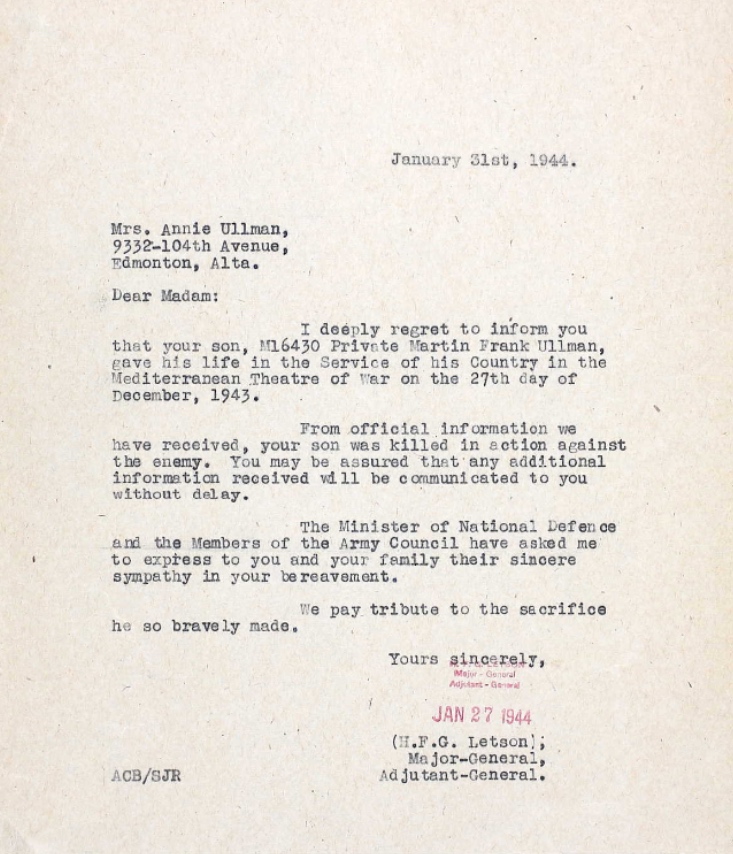 January 31st, 1944.
Mrs. Annie Ullman,
9332-104th Avenue,
Edmonton, Alta.
Dear Madam:
I deeply regret to inform you
that your son, M16430 Private Martin Frank Ullman,
gave his life in the Service of his Country in the
Mediterranean Theatre of War on the 27th day of
December, 1943.
From official information we
have received, your son was killed in action against
the enemy. You may be assured that any additional
information received will be communicated to you
without delay.
The Minister of National Defence
and the Members of the Army Council have asked me
to express to you and your family their sincere
sympathy in your bereavement.
We pay tribute to the sacrifice
he so bravely made.
Yours sincerely,
Major - General
Adjutant - General
JAN 27 1944
(H.F.G. Letson);
Major-General,
ACB/SJR Adjutant-General.